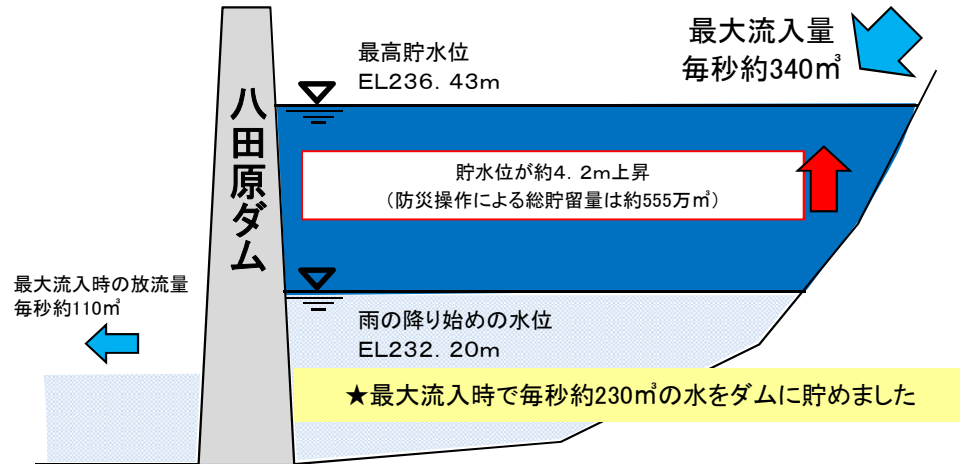 最大流入量
毎秒約340㎥
最高貯水位
EL236．43m
八田原ダム
貯水位が約4．2m上昇
（防災操作による総貯留量は約555万㎥）
最大流入時の放流量
毎秒約110㎥
雨の降り始めの水位
EL232．20m
★最大流入時で毎秒約230㎥の水をダムに貯めました